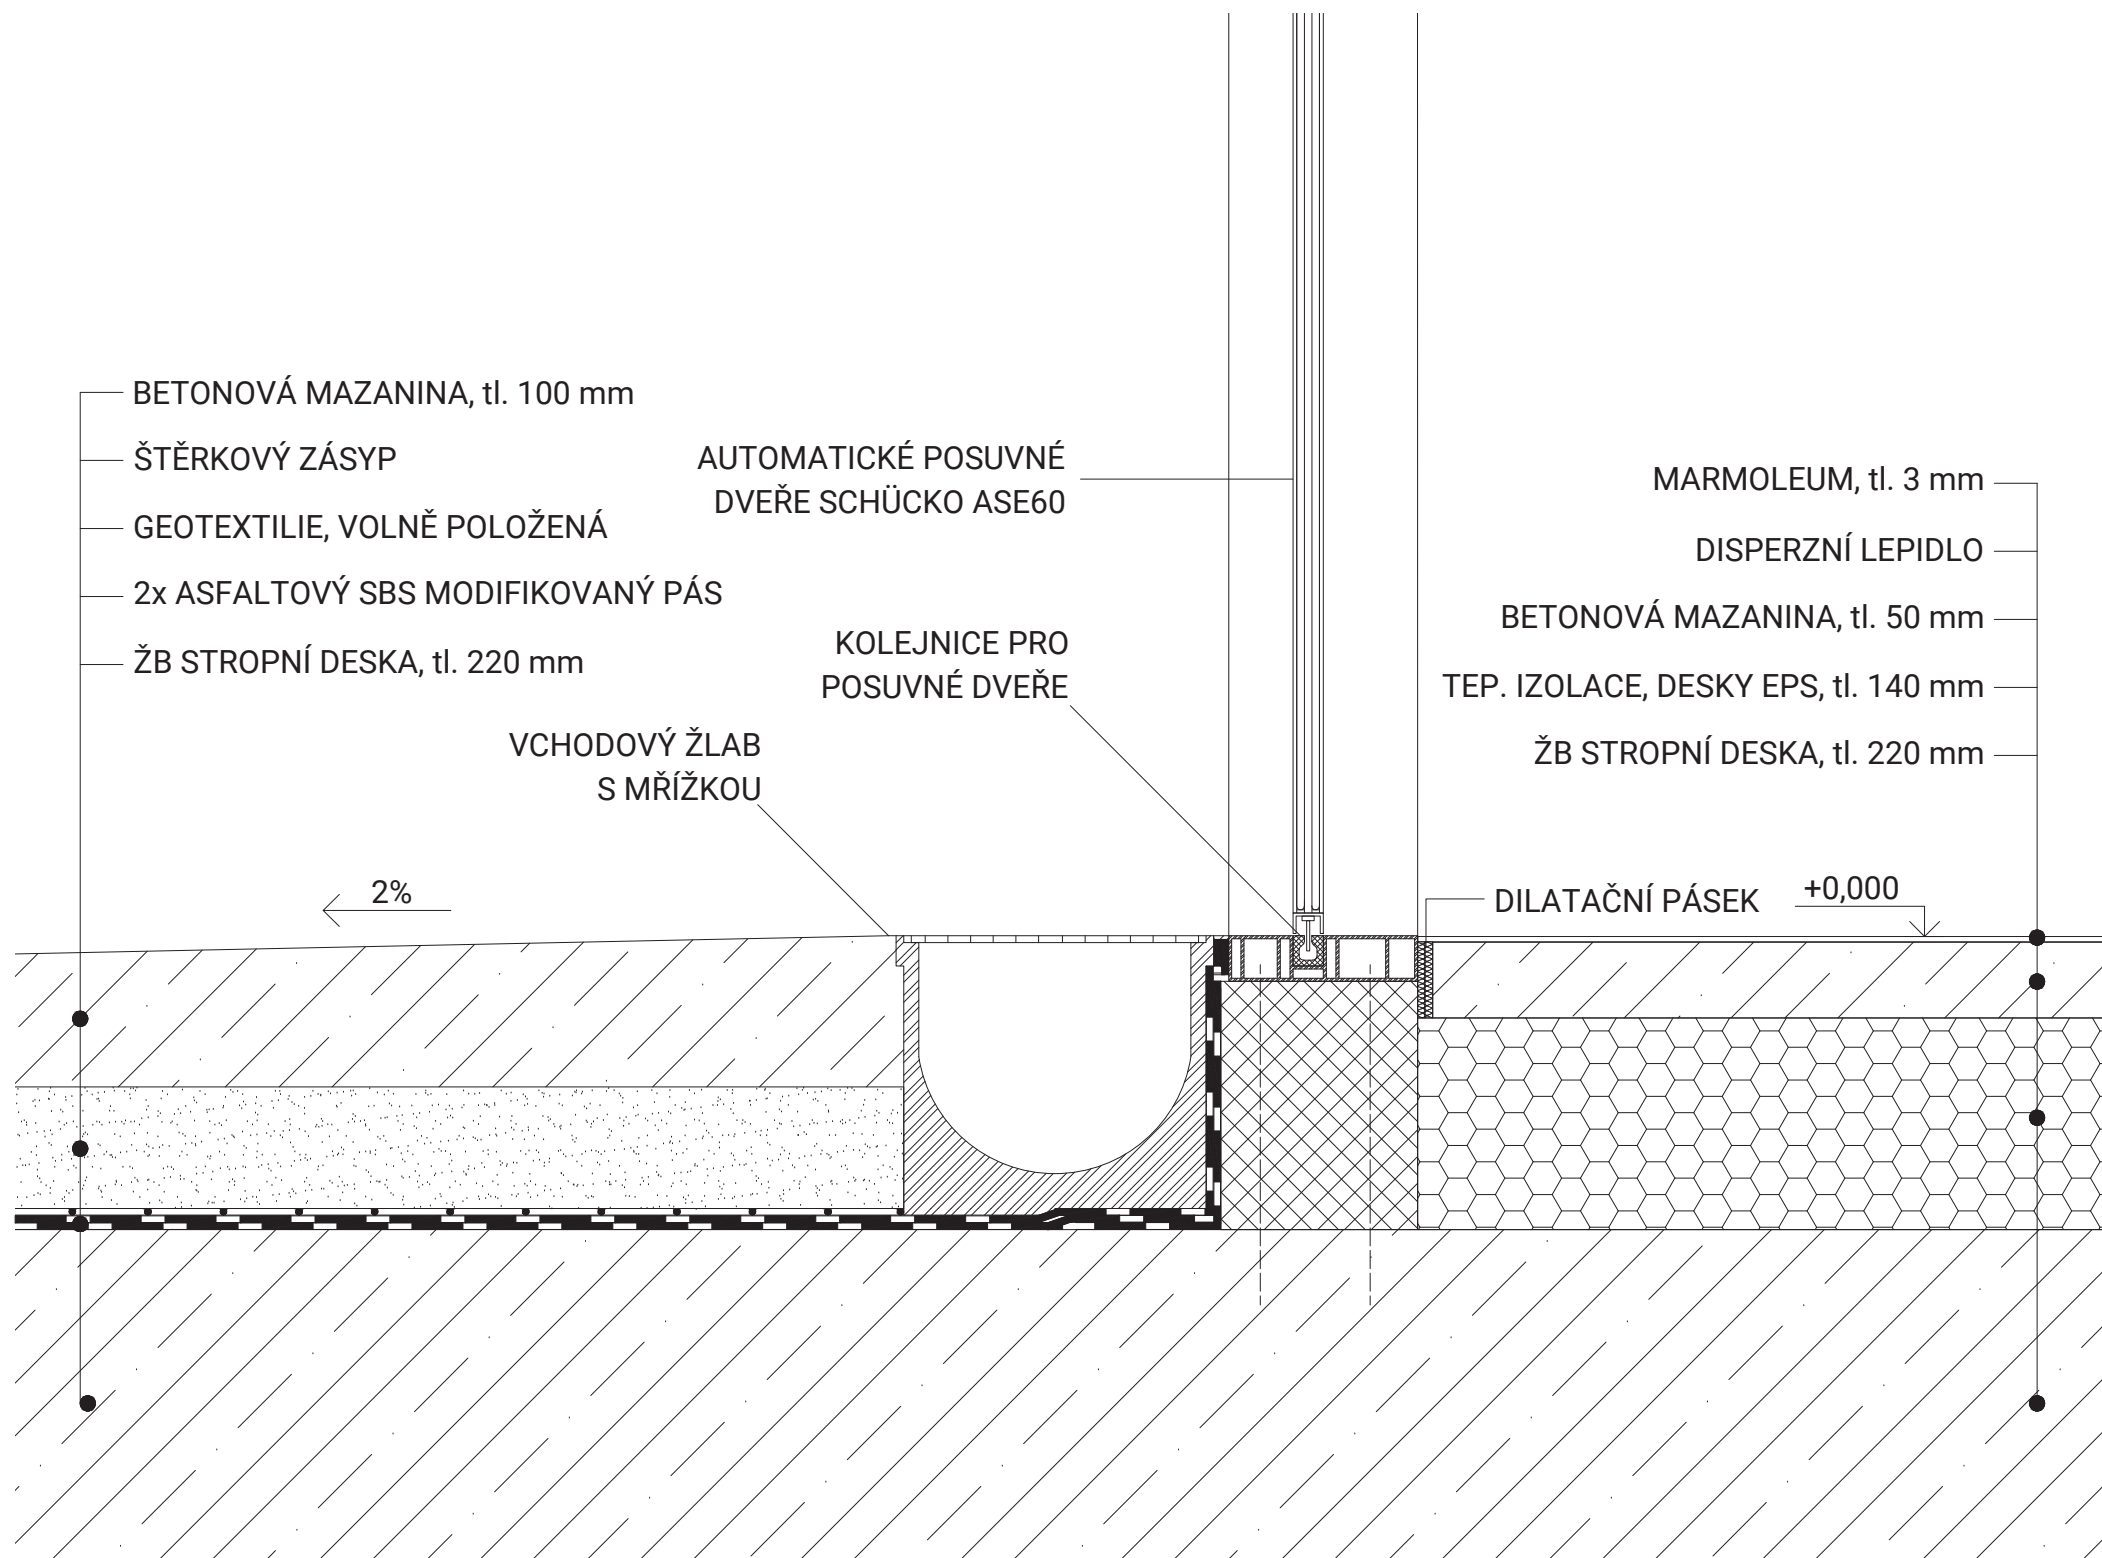 BETONOVÁ MAZANINA, tl. 100 mm
ŠTĚRKOVÝ ZÁSYP
GEOTEXTILIE, VOLNĚ POLOŽENÁ
2x ASFALTOVÝ SBS MODIFIKOVANÝ PÁS
ŽB STROPNÍ DESKA, tl. 220 mm
AUTOMATICKÉ POSUVNÉ
DVEŘE SCHÜCKO ASE60
KOLEJNICE PRO
POSUVNÉ DVEŘE
VCHODOVÝ ŽLAB
S MŘÍŽKOU
2%
MARMOLEUM, tl. 3 mm
DISPERZNÍ LEPIDLO
BETONOVÁ MAZANINA, tl. 50 mm
TEP. IZOLACE, DESKY EPS, tl. 140 mm
ŽB STROPNÍ DESKA, tl. 220 mm
DILATAČNÍ PÁSEK
+0,000